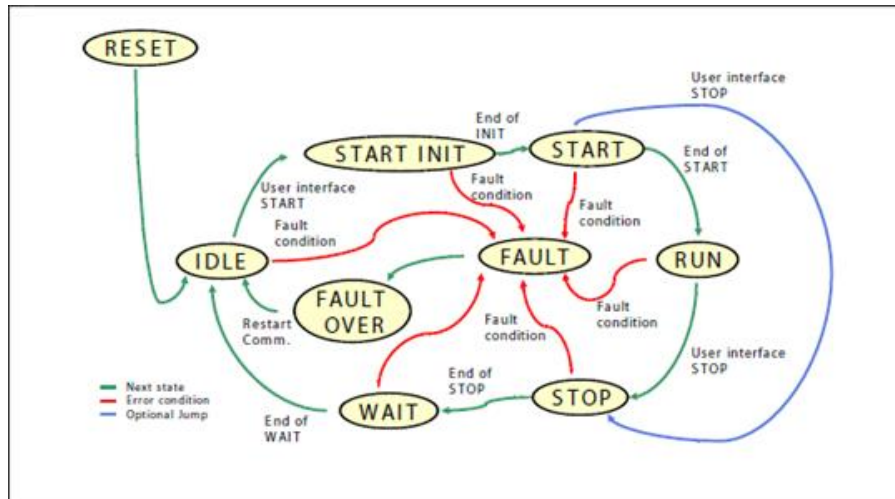 RESET
User interface
STOP
End of
INIT
START INIT
START
End of
START
User interface
START
Fault
condition
Fault
condition
Fault
condition
IDLE
FAULT
RUN
FAULT
OVER
Restart
Comm.
Fault
condition
Fault
condition
User interface
STOP
End of
STOP
Next state
Error condition
Optional Jump
WAIT
STOP
End of
WAIT